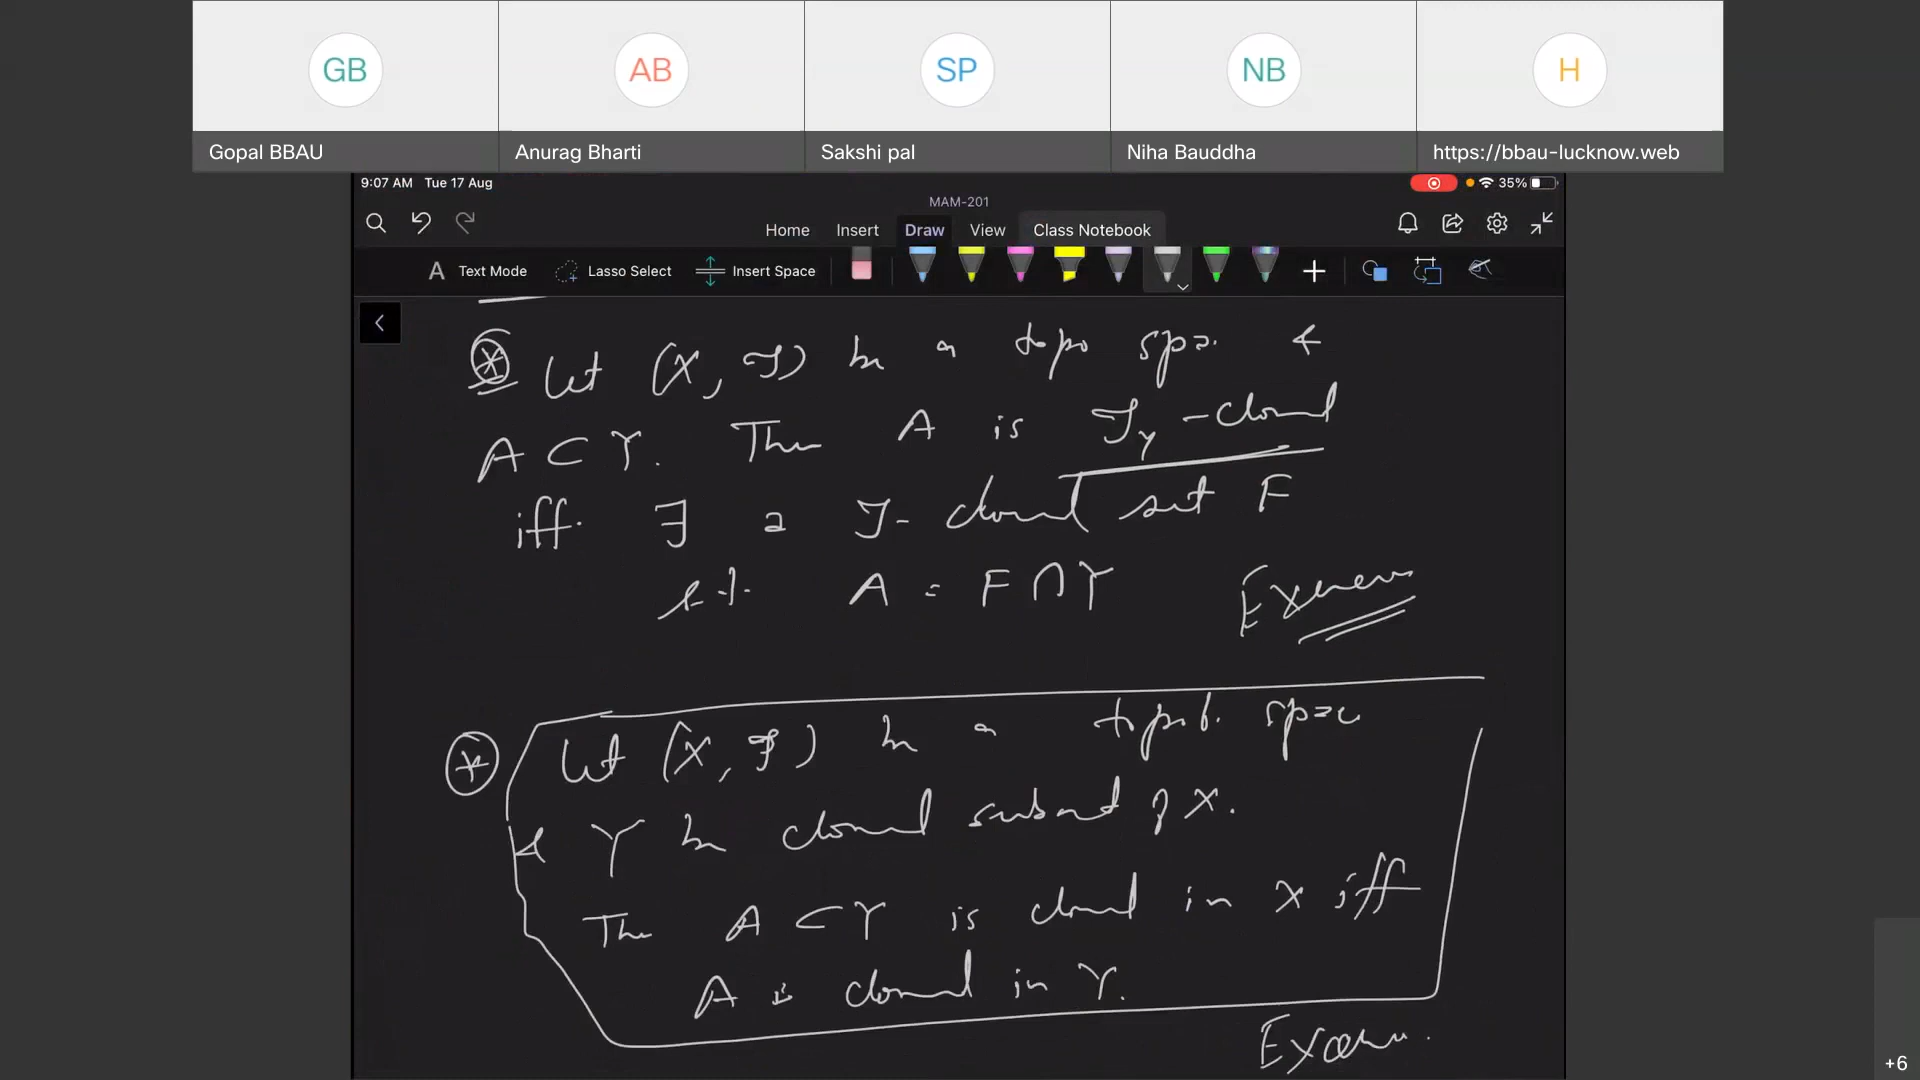 GB
AB
SP
NB
H
Gopal BBAU
Anurag Bharti
Sakshi pal
Niha Bauddha
https://bbau-lucknow.web
9:07 AM Tue 17 Aug
35%
MAM-201
Home Insert Draw View Class Notebook
Text Mode Lasso Select Insert Space
Let (X, 𝒯) be a topo spa. &
A ⊂ Y. Then A is 𝒯_Y - closed
iff. ∃ a 𝒯- closed set F
s.t. A = F ∩ Y
Exercise
Let (X, 𝒯) be a topol. space
& Y be closed subset of X.
Then A ⊂ Y is closed in X iff
A is closed in Y.
Exercise.
+6